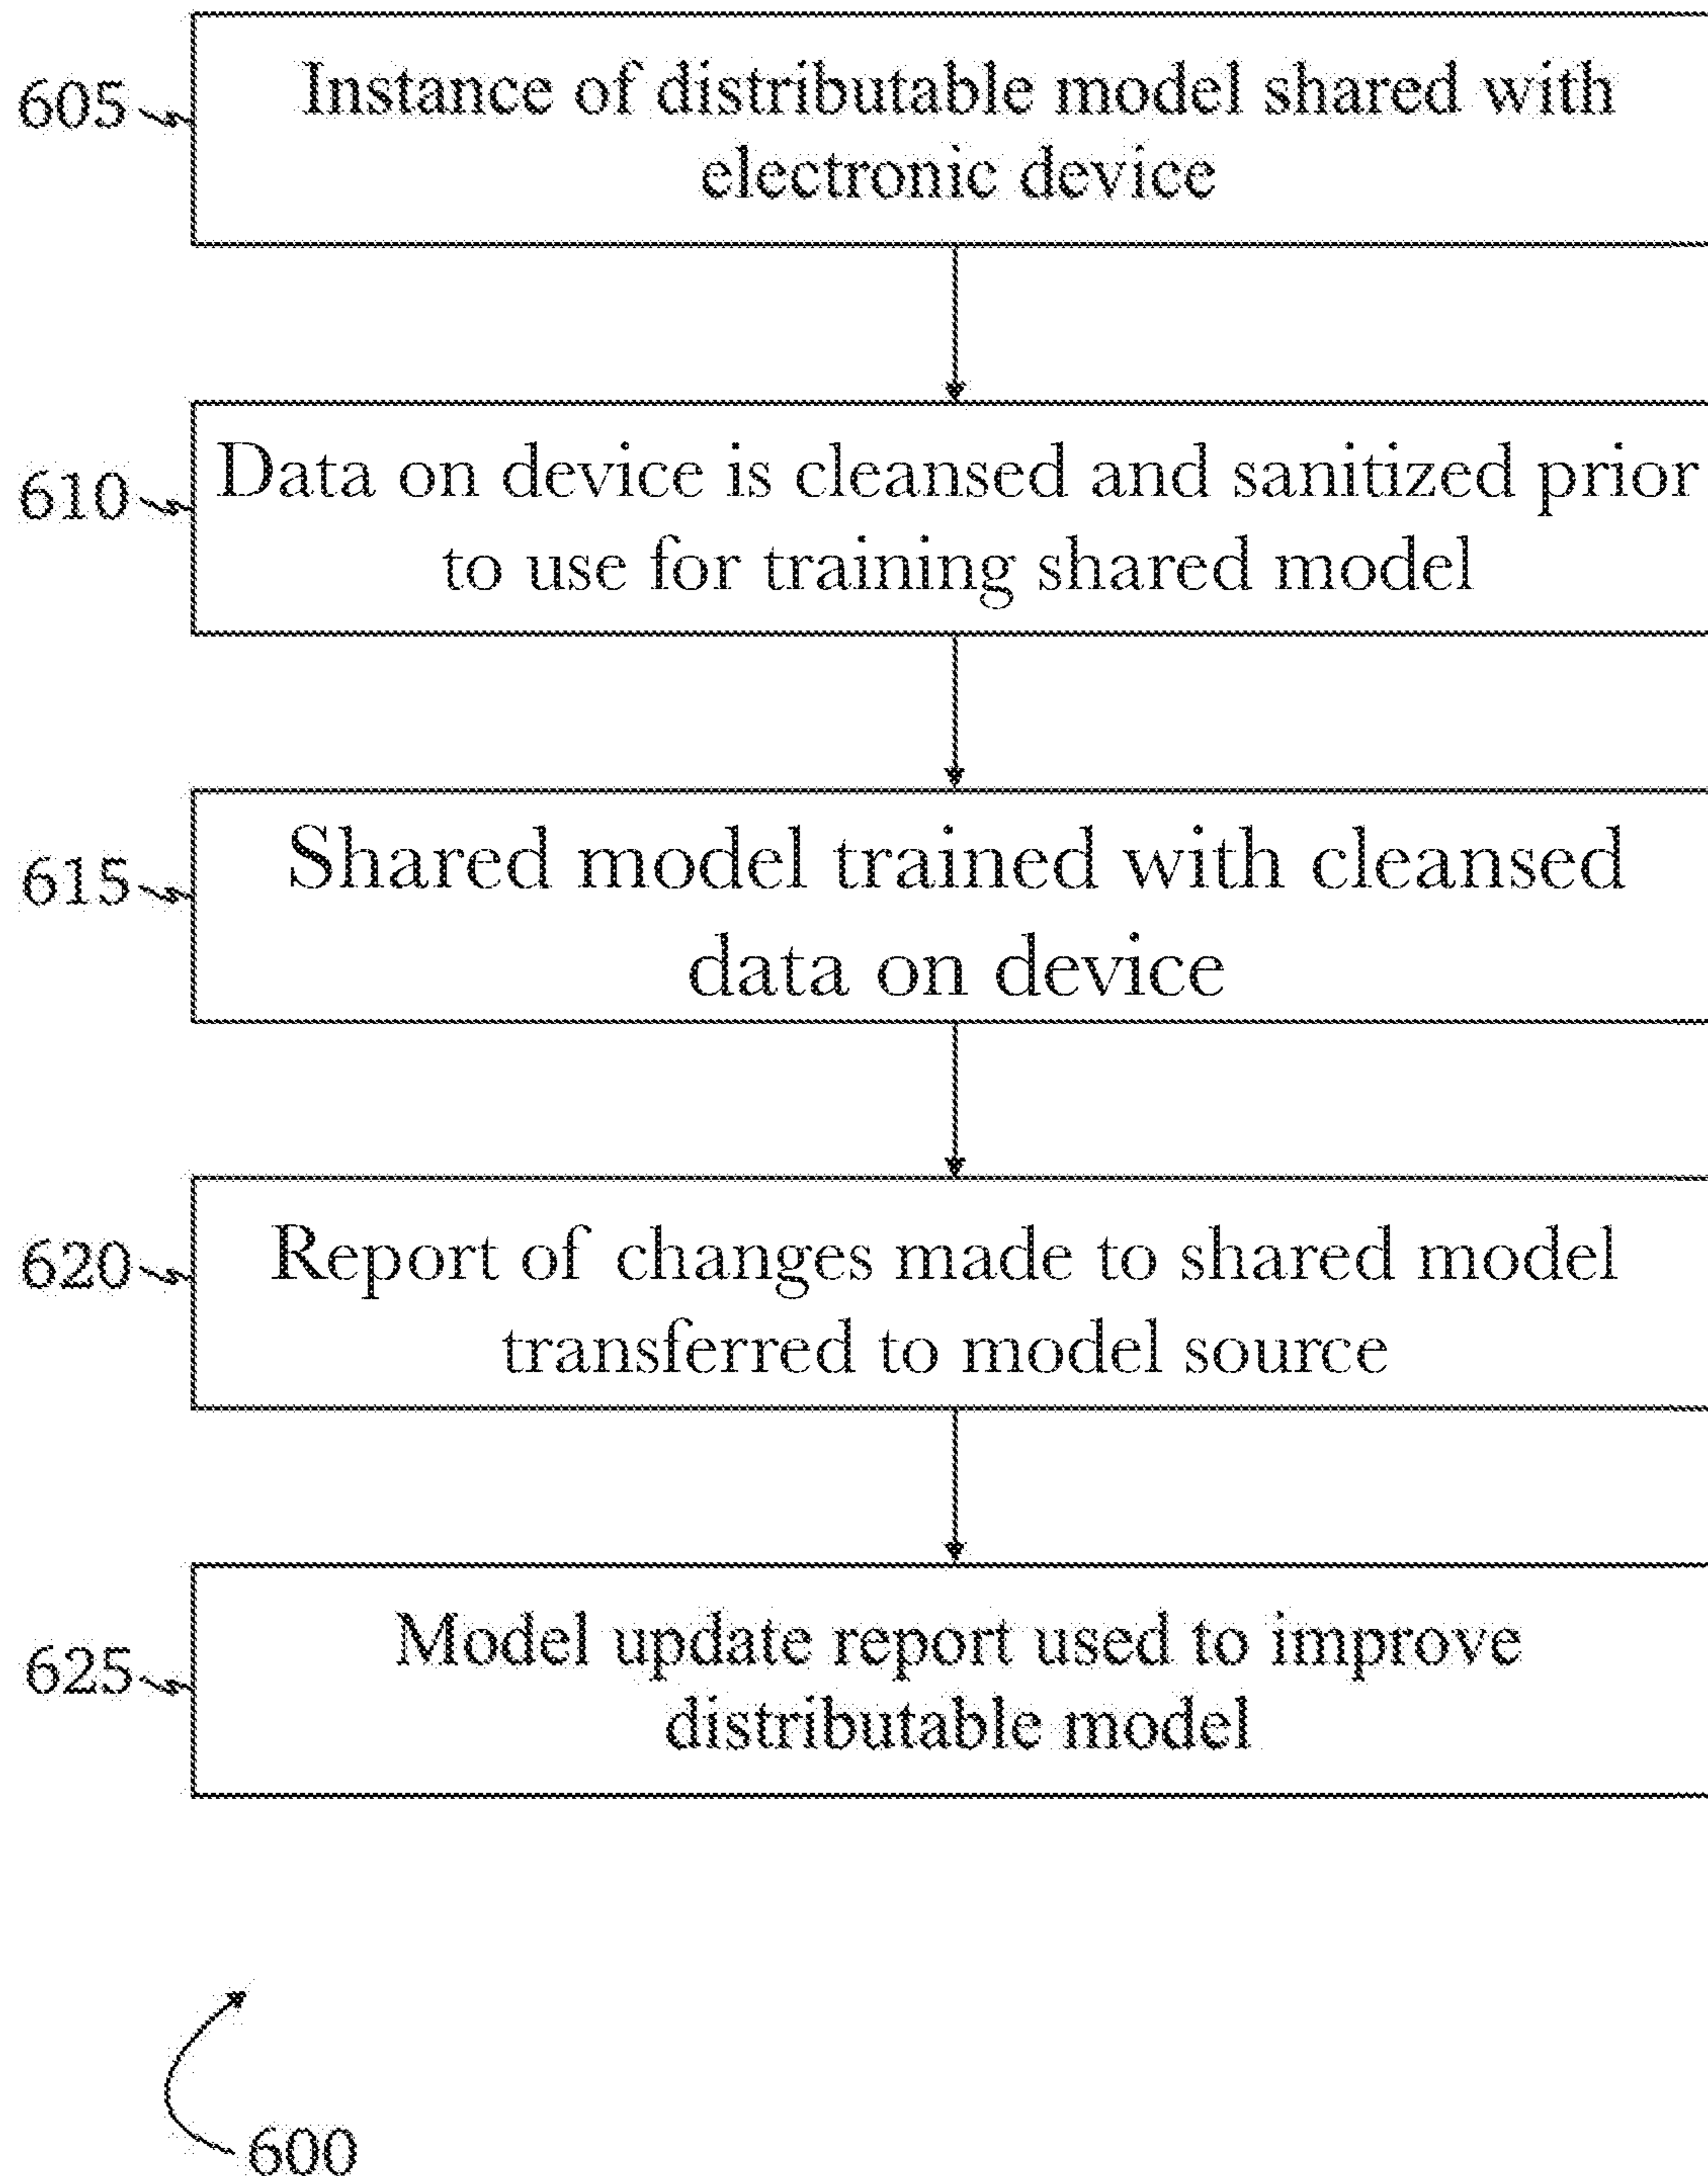 605
Instance of distributable model shared with
electronic device
610
Data on device is cleansed and sanitized prior
to use for training shared model
615
Shared model trained with cleansed
data on device
620
Report of changes made to shared model
transferred to model source
625
Model update report used to improve
distributable model
600